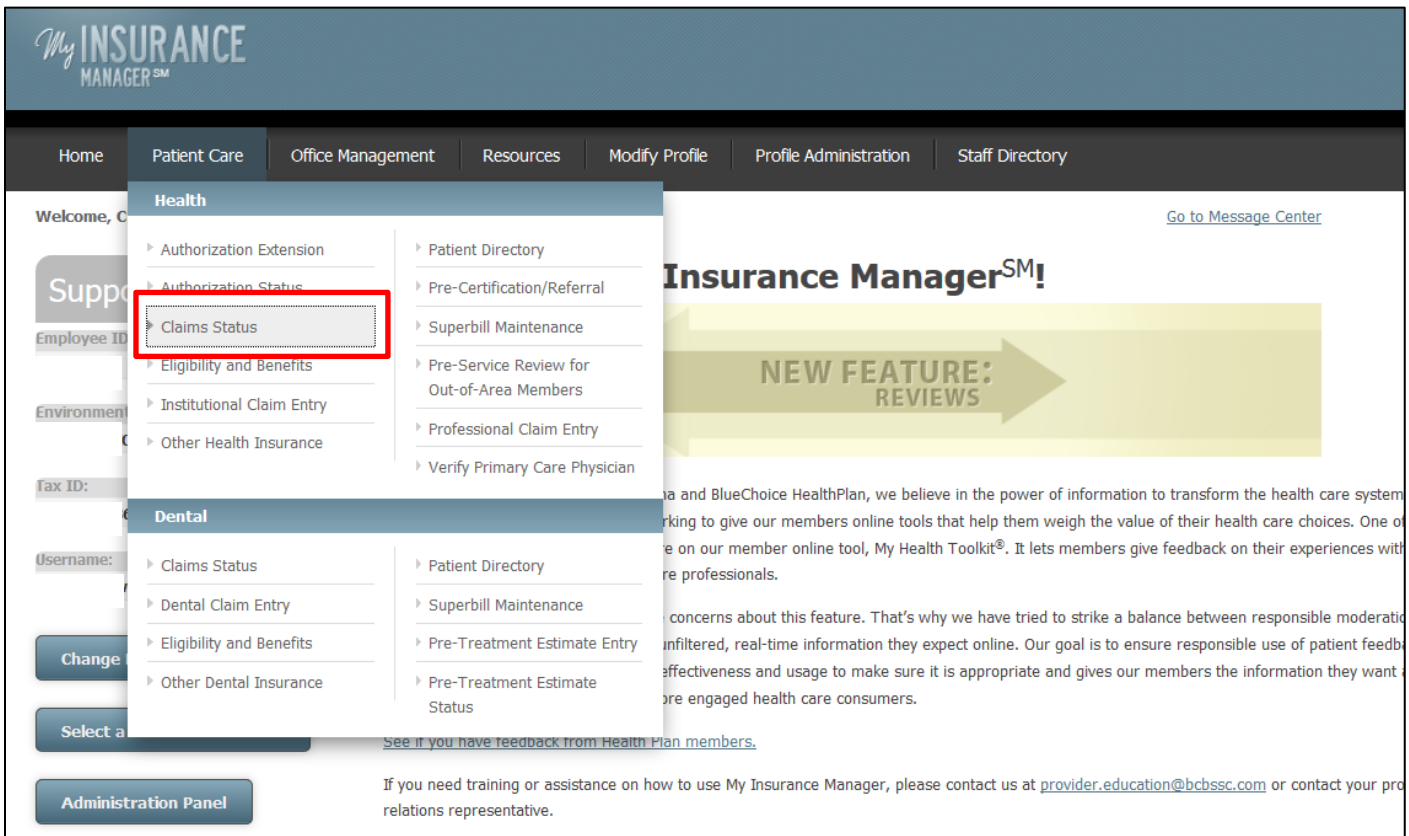 My INSURANCE
MANAGER SM
Home Patient Care Office Management Resources Modify Profile Profile Administration Staff Directory
Welcome, C
Go to Message Center
Health
Authorization Extension
Authorization Status
Claims Status
Eligibility and Benefits
Institutional Claim Entry
Other Health Insurance
Patient Directory
Pre-Certification/Referral
Superbill Maintenance
Pre-Service Review for
Out-of-Area Members
Professional Claim Entry
Verify Primary Care Physician
Dental
Claims Status
Dental Claim Entry
Eligibility and Benefits
Other Dental Insurance
Patient Directory
Superbill Maintenance
Pre-Treatment Estimate Entry
Pre-Treatment Estimate
Status
Suppo
Employee ID
Environment
Tax ID:
Username:
Change
Select a
Administration Panel
Insurance ManagerSM!
NEW FEATURE:
REVIEWS
na and BlueChoice HealthPlan, we believe in the power of information to transform the health care system
rking to give our members online tools that help them weigh the value of their health care choices. One of
e on our member online tool, My Health Toolkit®. It lets members give feedback on their experiences with
re professionals.
concerns about this feature. That's why we have tried to strike a balance between responsible moderatio
unfiltered, real-time information they expect online. Our goal is to ensure responsible use of patient feedba
effectiveness and usage to make sure it is appropriate and gives our members the information they want a
ore engaged health care consumers.
See if you have feedback from Health Plan members.
If you need training or assistance on how to use My Insurance Manager, please contact us at provider.education@bcbssc.com or contact your pro
relations representative.